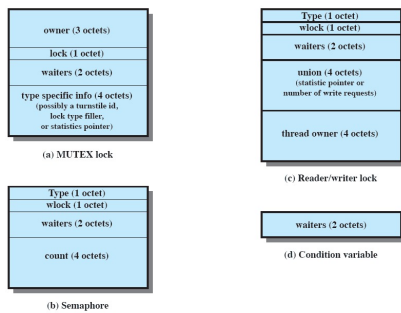 owner (3 octets)
lock (1 octet)
waiters (2 octets)
type specific info (4 octets)
(possibly a turnstile id,
lock type filler,
or statistics pointer)
(a) MUTEX lock
Type (1 octet)
wlock (1 octet)
waiters (2 octets)
count (4 octets)
(b) Semaphore
Type (1 octet)
wlock (1 octet)
waiters (2 octets)
union (4 octets)
(statistic pointer or
number of write requests)
thread owner (4 octets)
(c) Reader/writer lock
waiters (2 octets)
(d) Condition variable